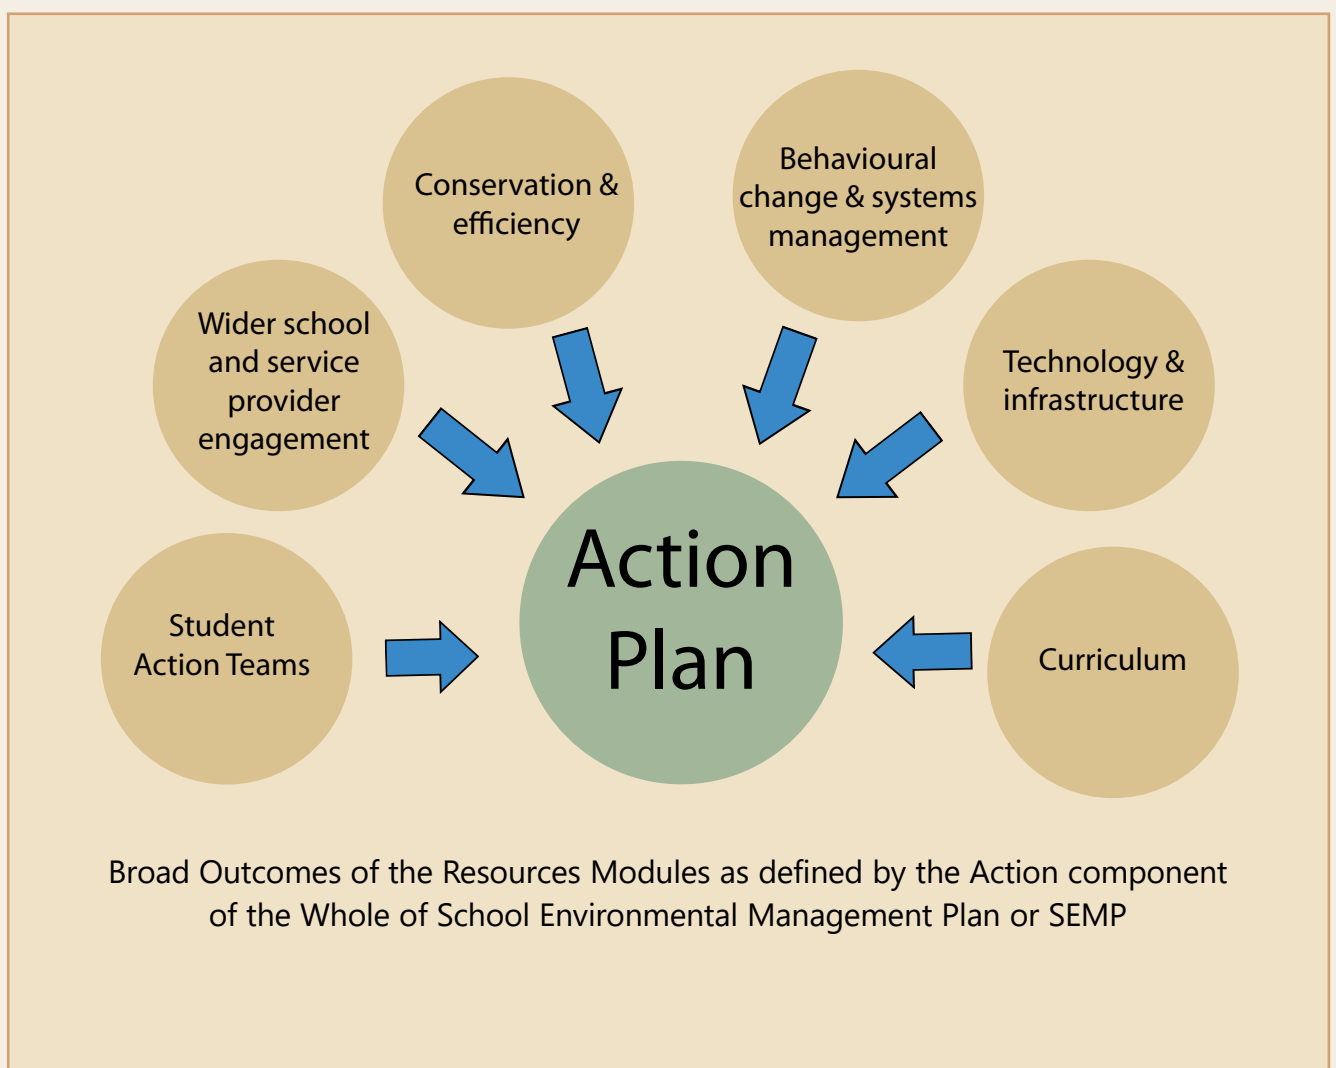 Conservation &
efficiency
Behavioural
change & systems
management
Wider school
and service
provider
engagement
Technology &
infrastructure
Action
Plan
Student
Action Teams
Curriculum
Broad Outcomes of the Resources Modules as defined by the Action component
of the Whole of School Environmental Management Plan or SEMP